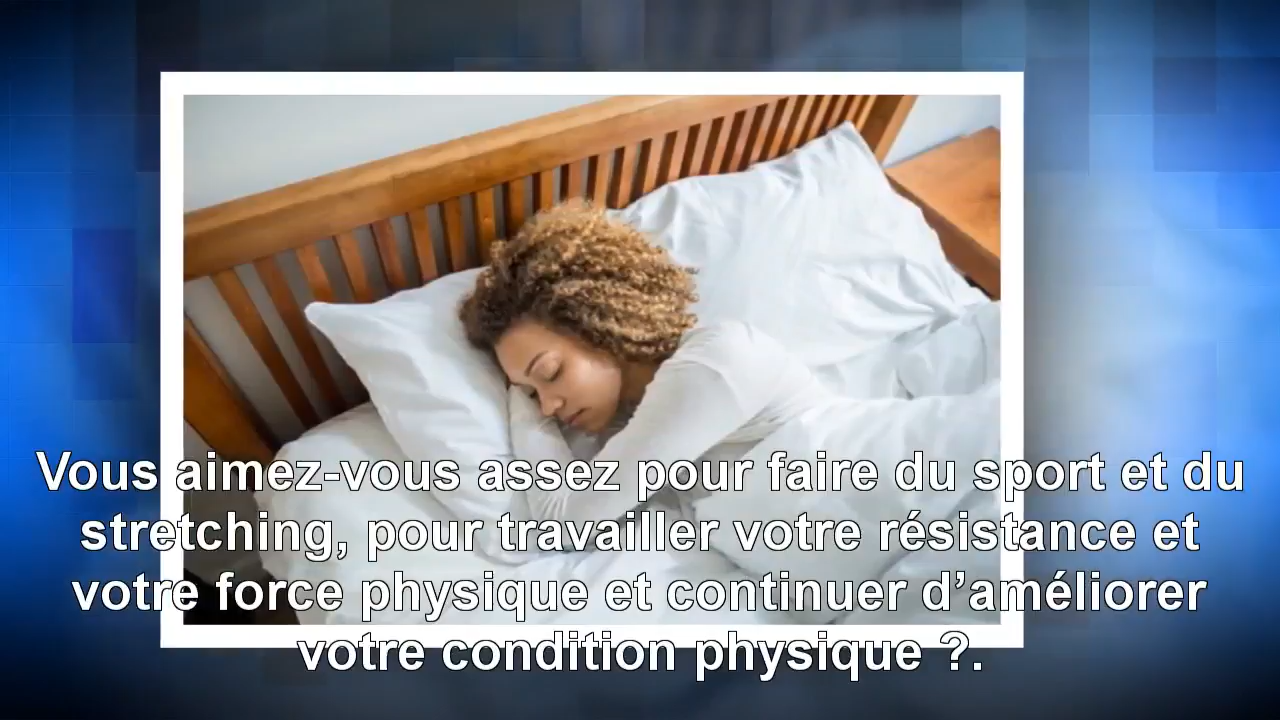 Vous aimez-vous assez pour faire du sport et du
stretching, pour travailler votre résistance et
votre force physique et continuer d’améliorer
votre condition physique ?.